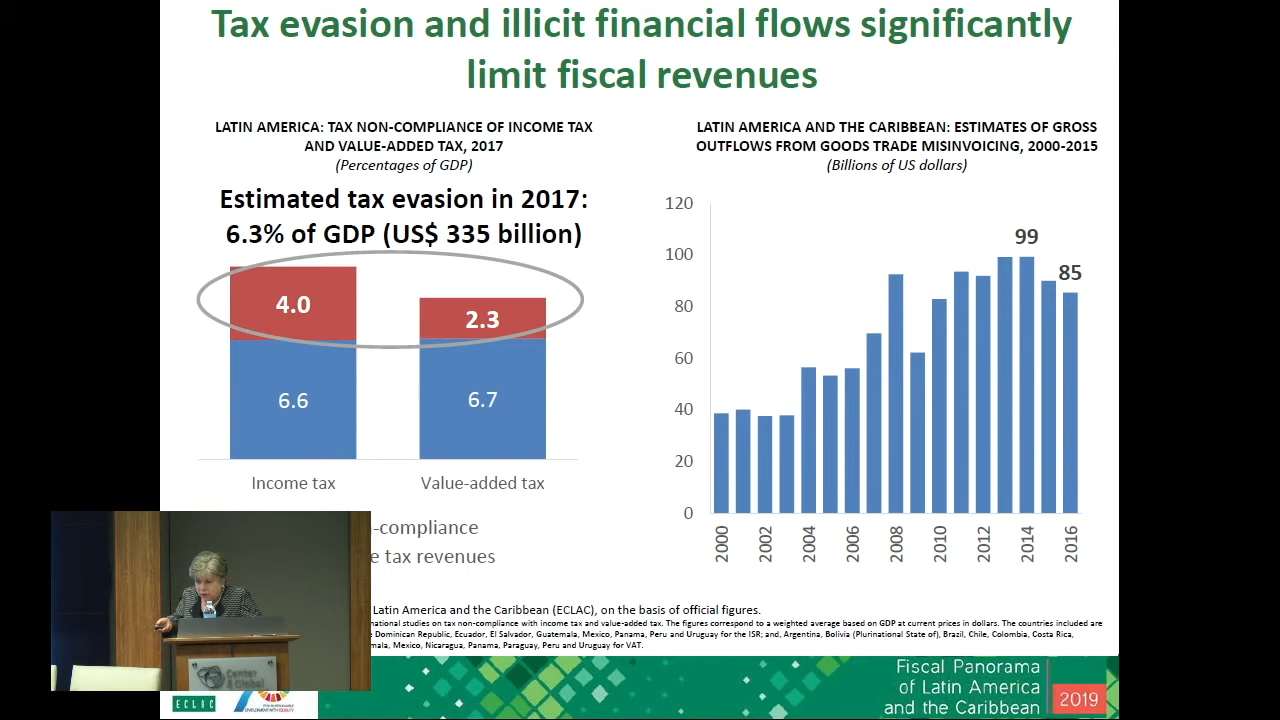 Tax evasion and illicit financial flows significantly
limit fiscal revenues
LATIN AMERICA: TAX NON-COMPLIANCE OF INCOME TAX
AND VALUE-ADDED TAX, 2017
(Percentages of GDP)
Estimated tax evasion in 2017:
6.3% of GDP (US$ 335 billion)
4.0
2.3
6.6
6.7
Income tax
Value-added tax
-compliance
e tax revenues
LATIN AMERICA AND THE CARIBBEAN: ESTIMATES OF GROSS
OUTFLOWS FROM GOODS TRADE MISINVOICING, 2000-2015
(Billions of US dollars)
120
100
80
60
40
20
0
99
85
2000
2002
2004
2006
2008
2010
2012
2014
2016
Latin America and the Caribbean (ECLAC), on the basis of official figures.
national studies on tax non-compliance with income tax and value-added tax. The figures correspond to a weighted average based on GDP at current prices in dollars. The countries included are
e Dominican Republic, Ecuador, El Salvador, Guatemala, Mexico, Panama, Peru and Uruguay for the ISR; and, Argentina, Bolivia (Plurinational State of), Brazil, Chile, Colombia, Costa Rica,
mala, Mexico, Nicaragua, Panama, Paraguay, Peru and Uruguay for VAT.
Center
Global
ECLAC
DEVELOPMENT WITH EQUALITY
Fiscal Panorama
of Latin America
and the Caribbean
2019